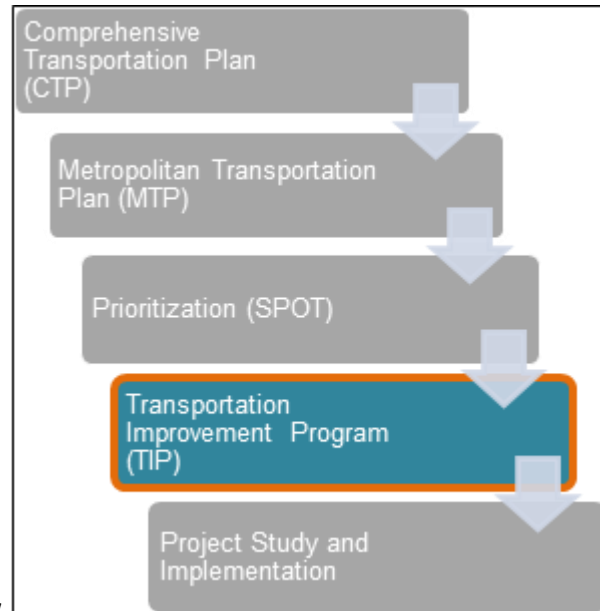 Comprehensive
Transportation Plan
(CTP)
Metropolitan Transportation
Plan (MTP)
Prioritization (SPOT)
Transportation
Improvement Program
(TIP)
Project Study and
Implementation